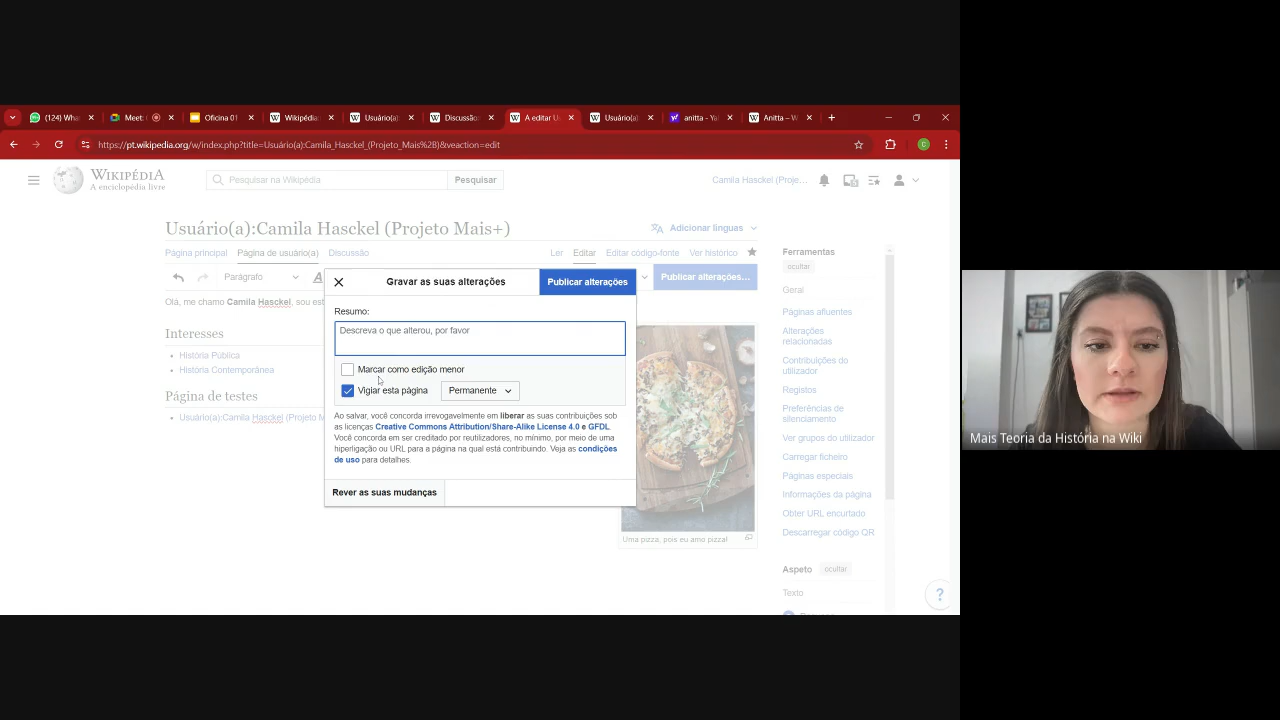 (124) Wha
Meet:
Oficina 01
Wikipédia
Usuário(a):
Discussão
A editar U
Usuário(a)
anitta - Ya
Anitta – W
https://pt.wikipedia.org/w/index.php?title=Usuário(a):Camila_Hasckel_(Projeto_Mais%2B)&veaction=edit
WIKIPÉDIA
A enciclopédia livre
Pesquisar na Wikipédia
Pesquisar
Camila Hasckel (Proje...
Usuário(a):Camila Hasckel (Projeto Mais+)
Adicionar línguas
Página principal
Página de usuário(a)
Discussão
Ler
Editar
Editar código-fonte
Ver histórico
Parágrafo
A
Publicar alterações...
Olá, me chamo Camila Hasckel, sou est
Interesses
História Pública
História Contemporânea
Página de testes
Usuário(a):Camila Hasckel (Projeto M
Gravar as suas alterações
Publicar alterações
Resumo:
Descreva o que alterou, por favor
Marcar como edição menor
Vigiar esta página
Permanente
Ao salvar, você concorda irrevogavelmente em liberar as suas contribuições sob
as licenças Creative Commons Attribution/Share-Alike License 4.0 e GFDL.
Você concorda em ser creditado por reutilizadores, no mínimo, por meio de uma
hiperligação ou URL para a página na qual está contribuindo. Veja as condições
de uso para detalhes.
Rever as suas mudanças
Uma pizza, pois eu amo pizza!
Ferramentas
ocultar
Geral
Páginas afluentes
Alterações
relacionadas
Contribuições do
utilizador
Registos
Preferências de
silenciamento
Ver grupos do utilizador
Carregar ficheiro
Páginas especiais
Informações da página
Obter URL encurtado
Descarregar código QR
Aspeto
ocultar
Texto
?
Mais Teoria da História na Wiki